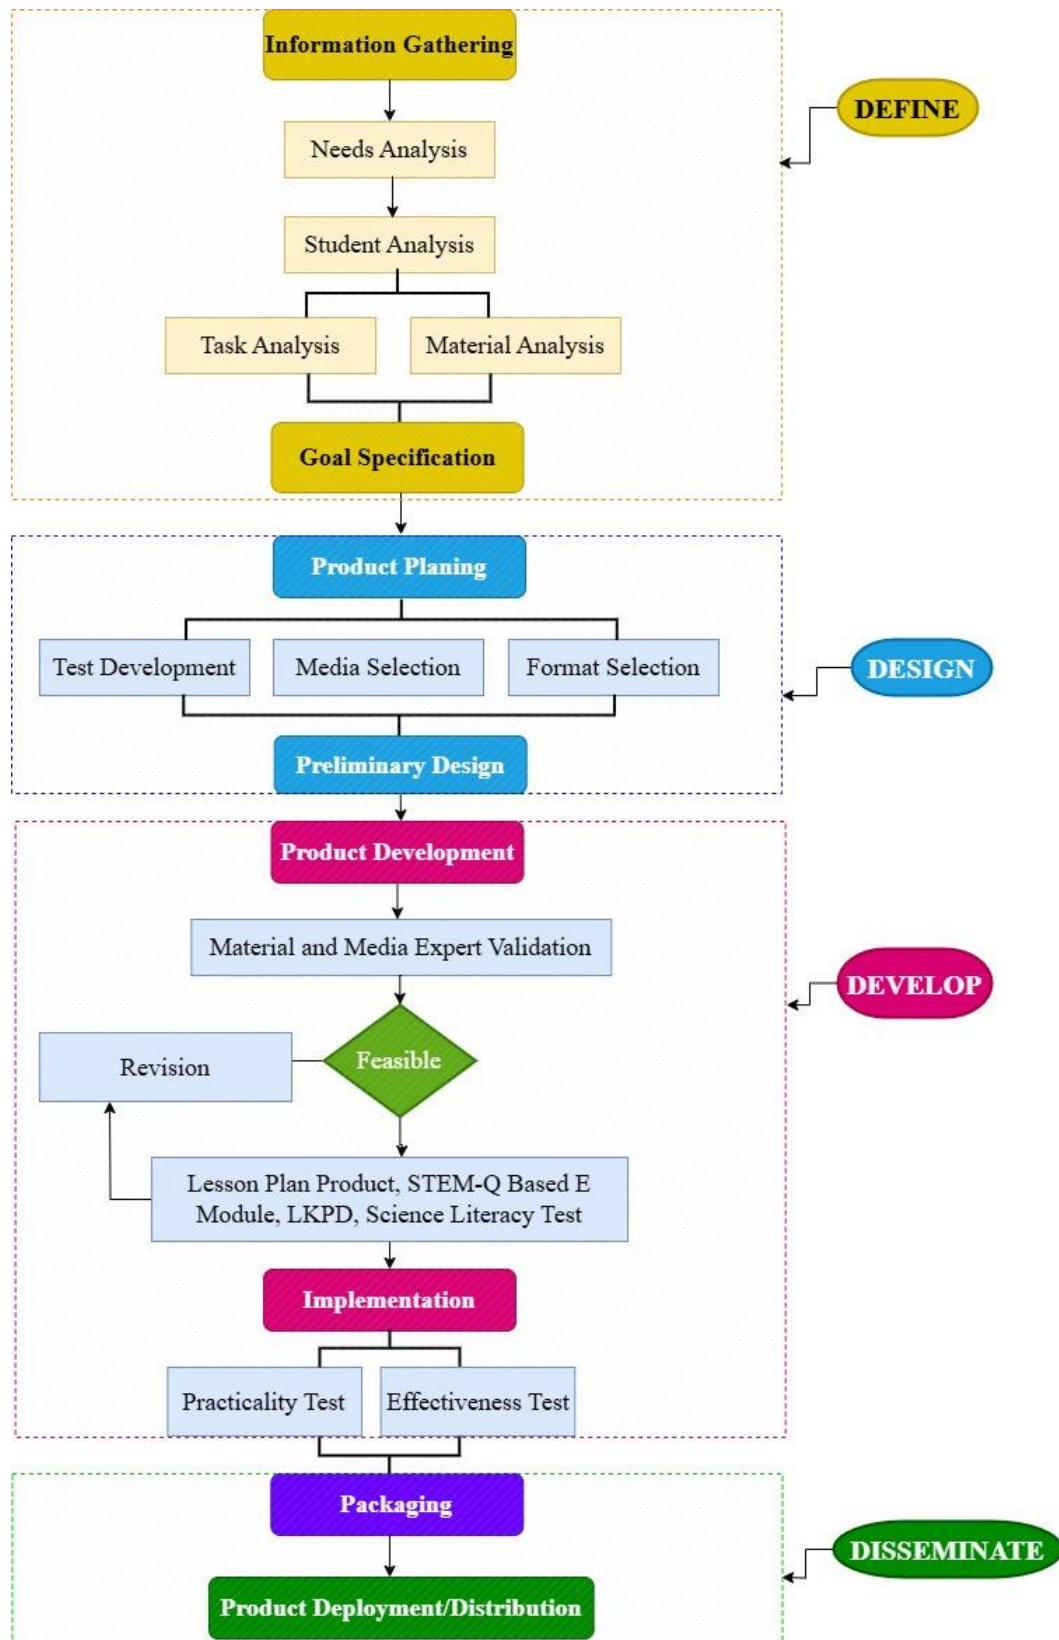 Information Gathering
DEFINE
Needs Analysis
Student Analysis
Task Analysis
Material Analysis
Goal Specification
Product Planing
Test Development
Media Selection
Format Selection
DESIGN
Preliminary Design
Product Development
Material and Media Expert Validation
DEVELOP
Revision
Feasible
Lesson Plan Product, STEM-Q Based E
Module, LKPD, Science Literacy Test
Implementation
Practicality Test
Effectiveness Test
Packaging
DISSEMINATE
Product Deployment/Distribution